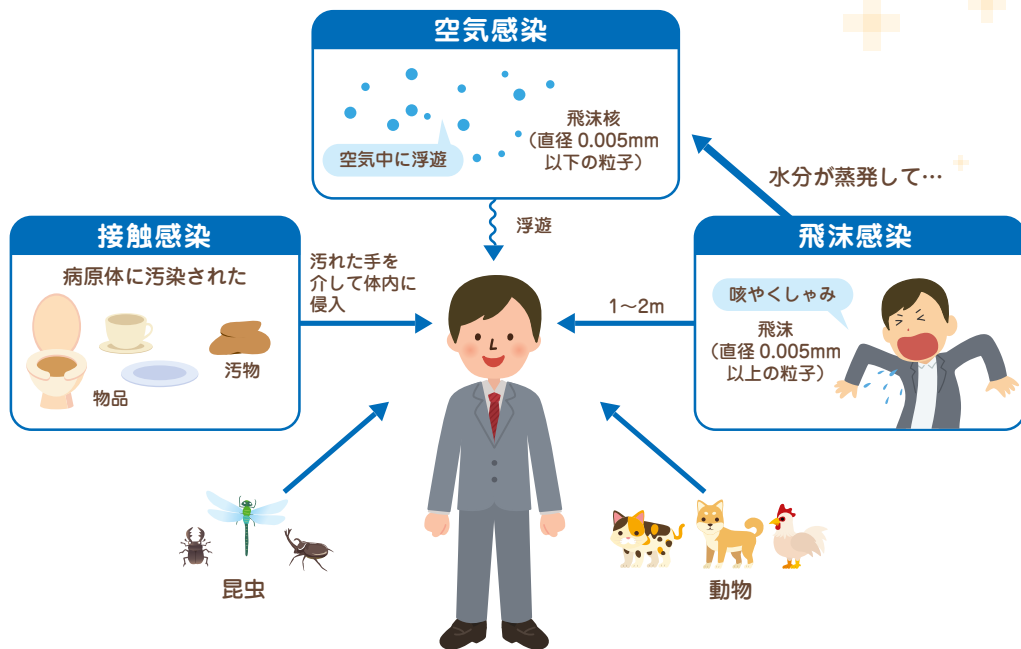 空気感染
空気中に浮遊
飛沫核
(直径 0.005mm
以下の粒子)
水分が蒸発して…
浮遊
接触感染
病原体に汚染された
物品
汚物
汚れた手を
介して体内に
侵入
1〜2m
飛沫感染
咳やくしゃみ
飛沫
(直径 0.005mm
以上の粒子)
昆虫
動物